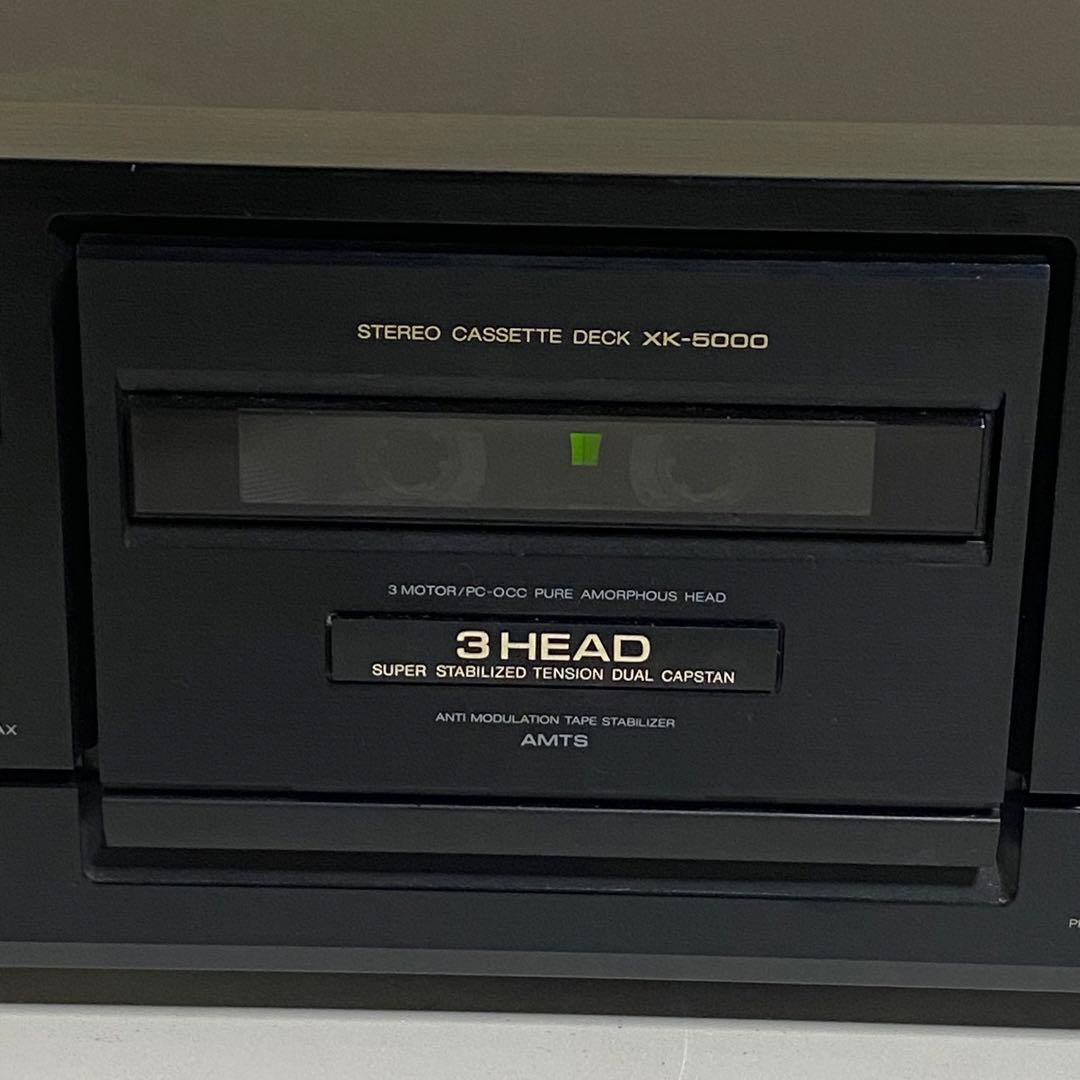 STEREO CASSETTE DECK XK-5000
3 MOTOR/PC-OCC PURE AMORPHOUS HEAD
3 HEAD
SUPER STABILIZED TENSION DUAL CAPSTAN
ANTI MODULATION TAPE STABILIZER
AMTS